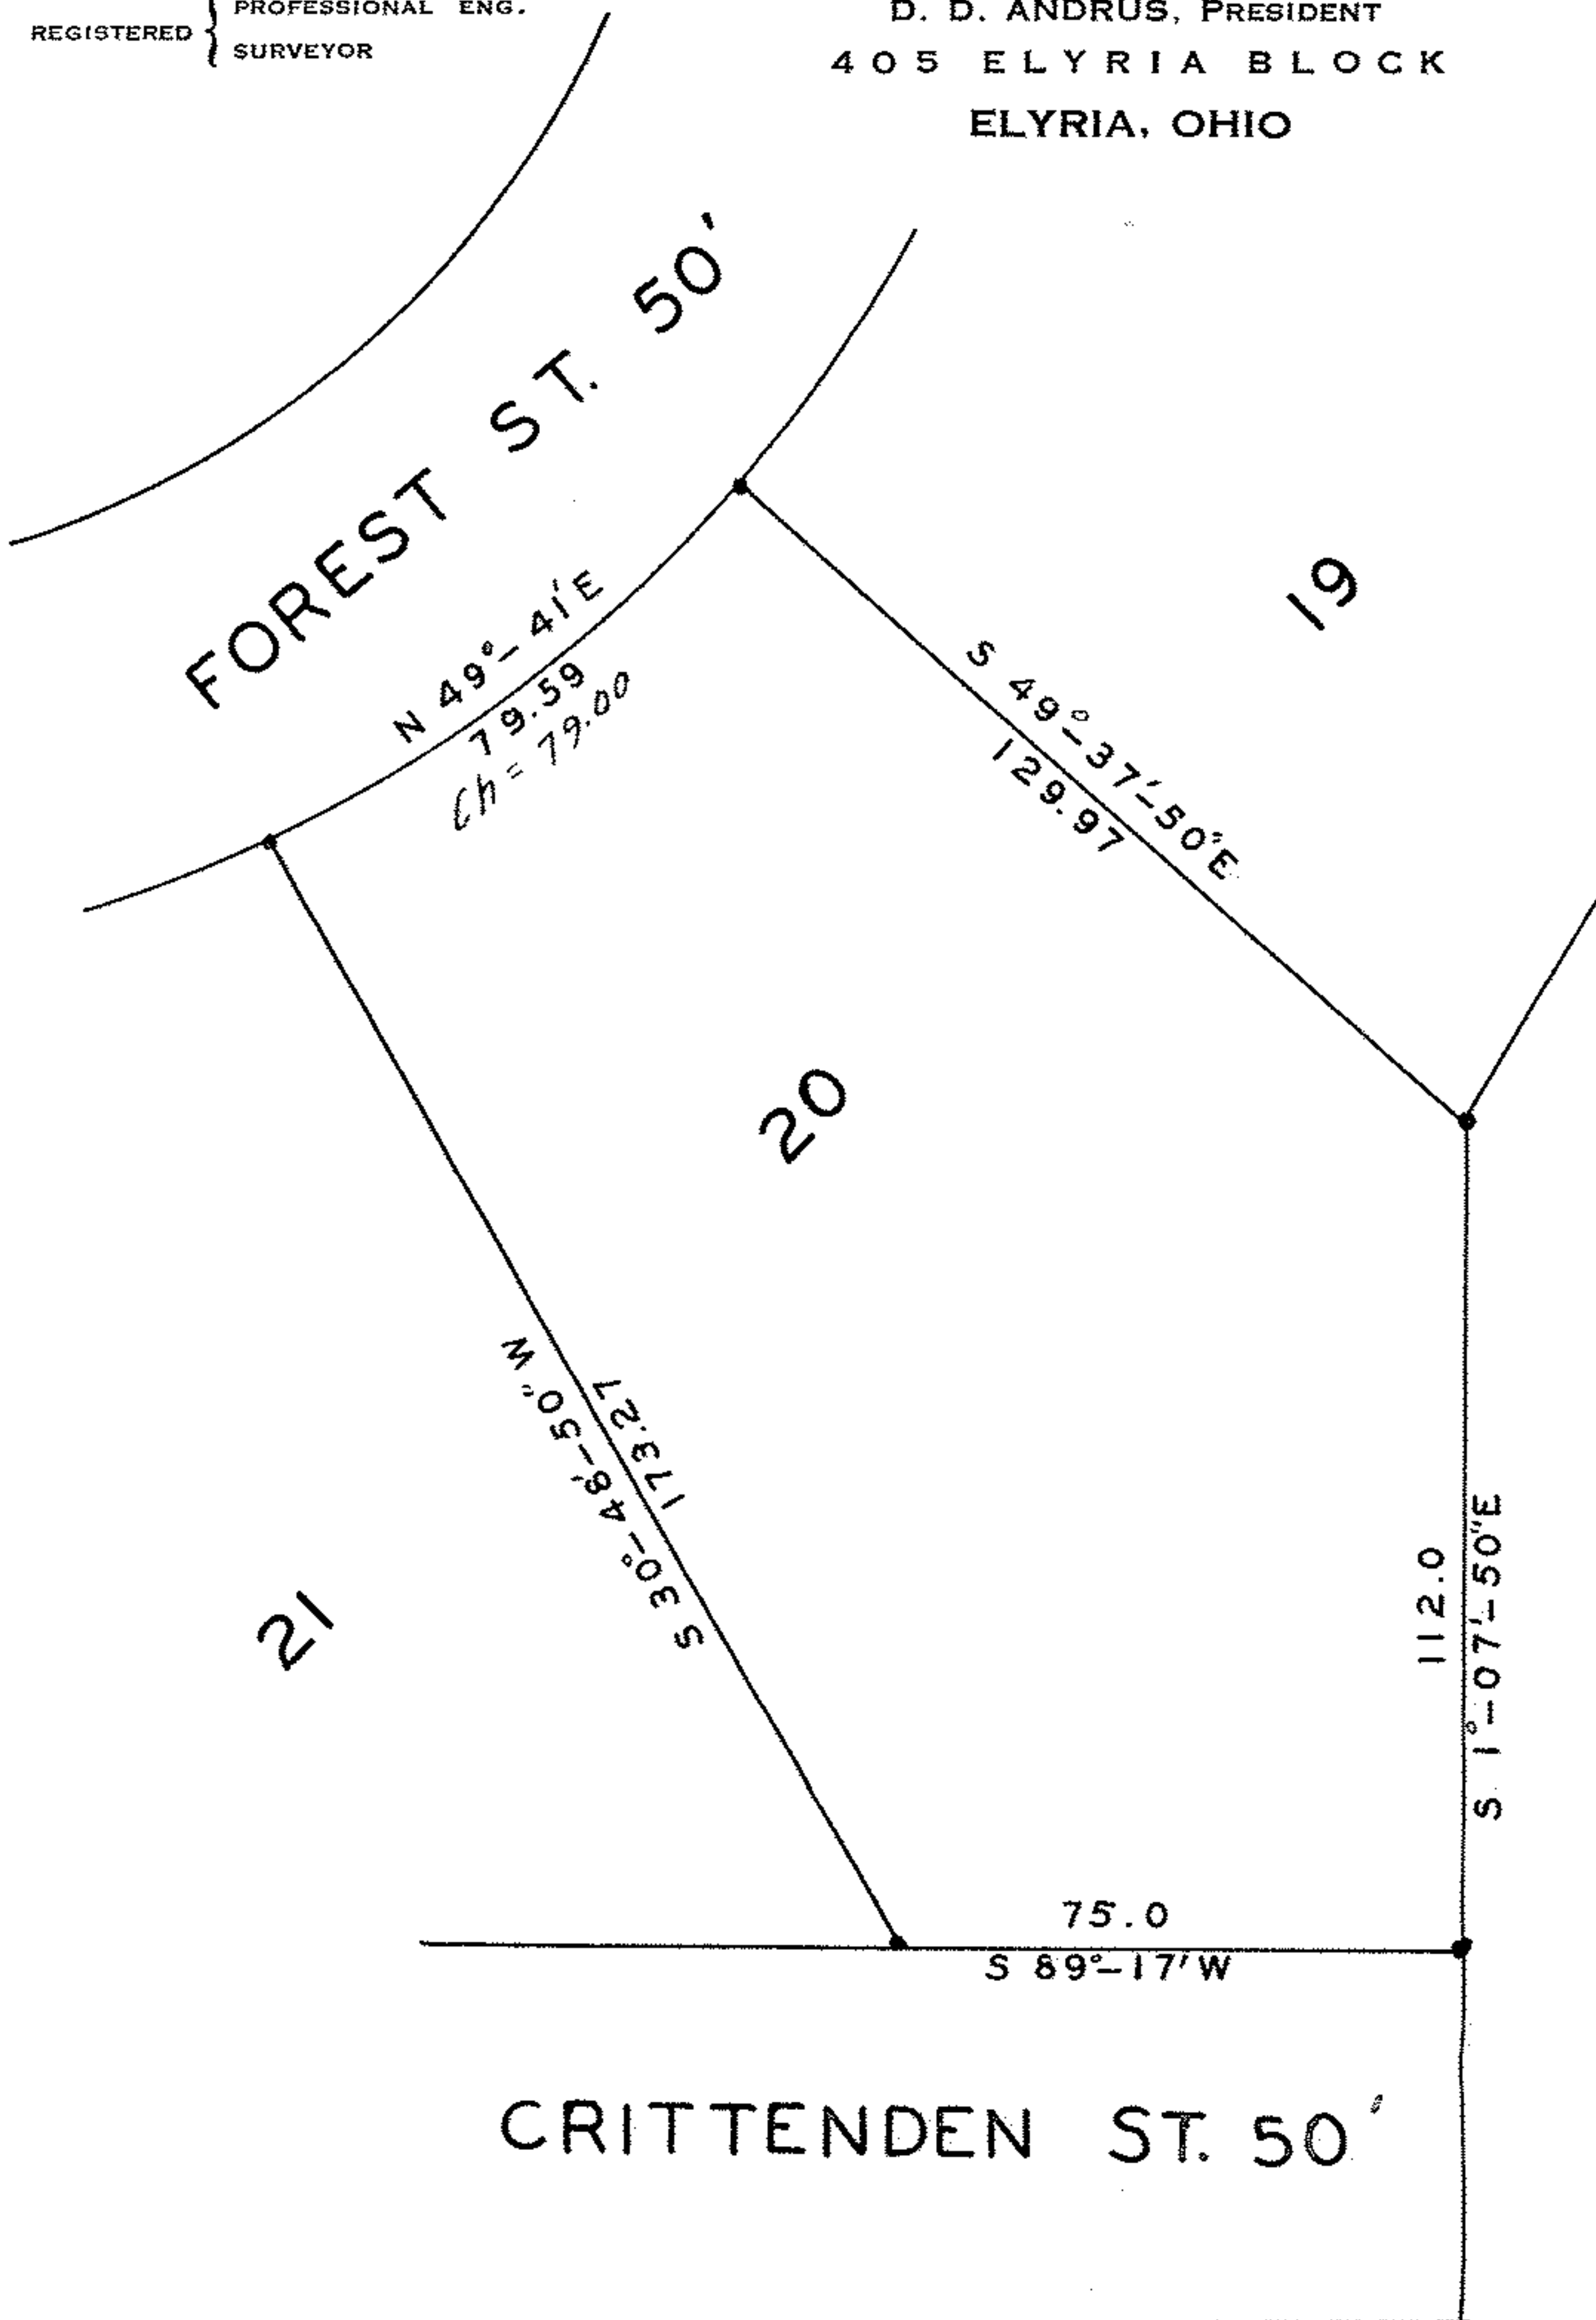 REGISTERED { PROFESSIONAL ENG.
SURVEYOR
D. D. ANDRUS, PRESIDENT
405 ELYRIA BLOCK
ELYRIA, OHIO
FOREST ST. 50'
N 49°-41'E
79.59
Ch = 79.00
19
S 49°-37'-50"E
129.97
20
S 30°-48'-50"W
173.27
21
112.0
S 1°-07'-50"E
75.0
S 89°-17'W
CRITTENDEN ST. 50'